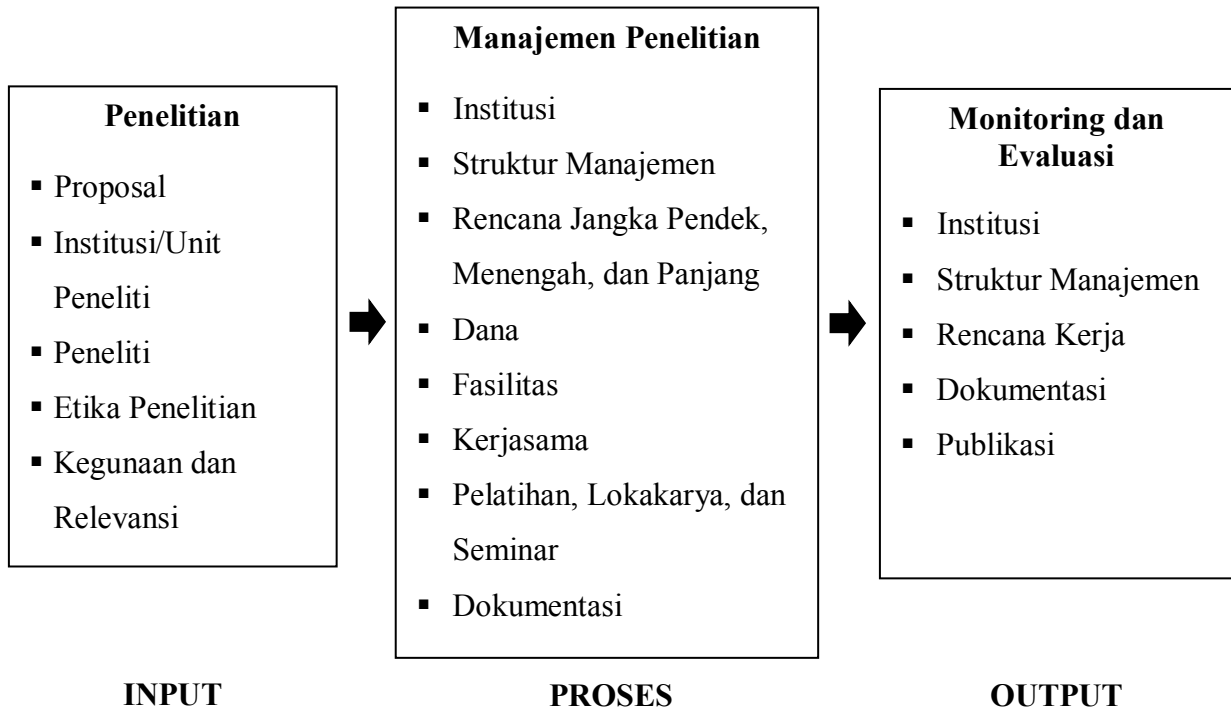 Penelitian
▪ Proposal
▪ Institusi/Unit
Peneliti
▪ Peneliti
▪ Etika Penelitian
▪ Kegunaan dan
Relevansi
INPUT
Manajemen Penelitian
▪ Institusi
▪ Struktur Manajemen
▪ Rencana Jangka Pendek,
Menengah, dan Panjang
▪ Dana
▪ Fasilitas
▪ Kerjasama
▪ Pelatihan, Lokakarya, dan
Seminar
▪ Dokumentasi
PROSES
Monitoring dan
Evaluasi
▪ Institusi
▪ Struktur Manajemen
▪ Rencana Kerja
▪ Dokumentasi
▪ Publikasi
OUTPUT